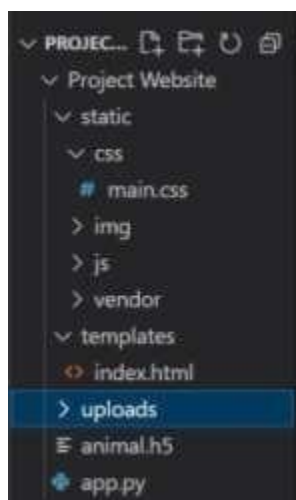 PROJEC...
Project Website
static
css
# main.css
img
js
vendor
templates
<> index.html
uploads
animal.h5
app.py